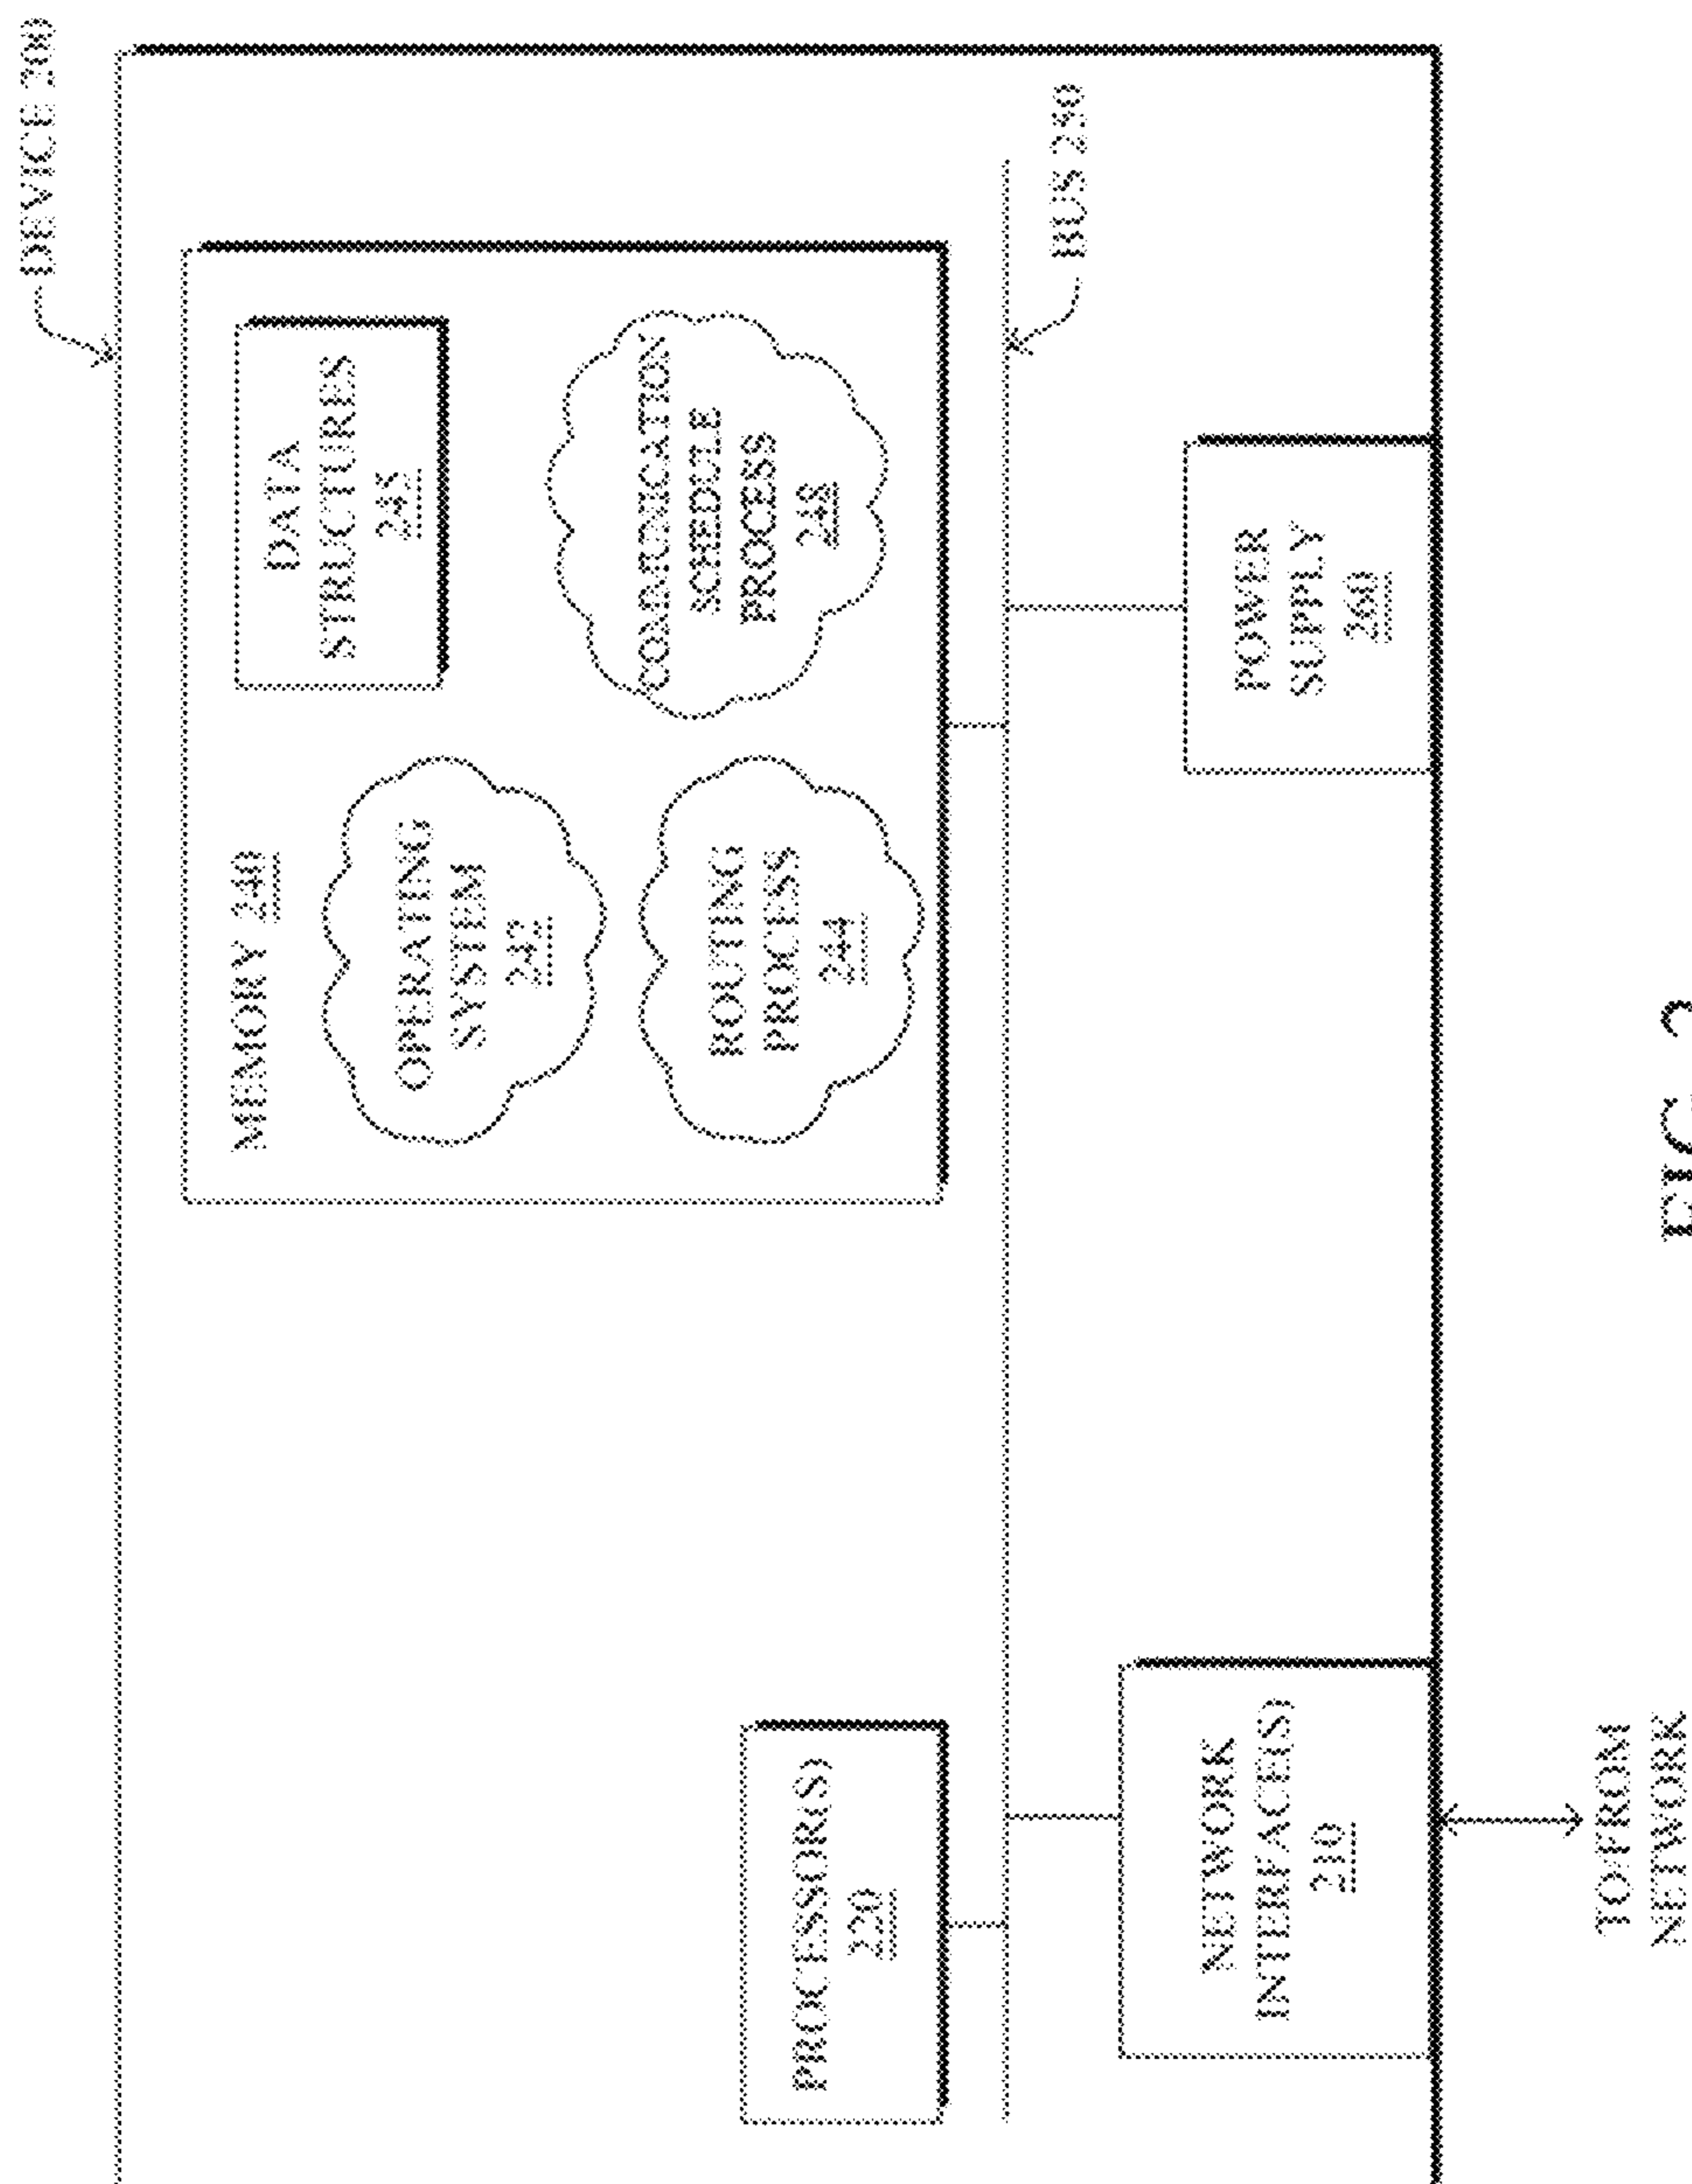 DEVICE 200
MEMORY 240
DATA
STRUCTURES
245
OPERATING
SYSTEM
242
COMMUNICATION
SCHEDULE
PROCESS
248
ROUTING
PROCESS
244
PROCESSOR(S)
220
BUS 250
NETWORK
INTERFACE(S)
210
POWER
SUPPLY
260
TO/FROM
NETWORK